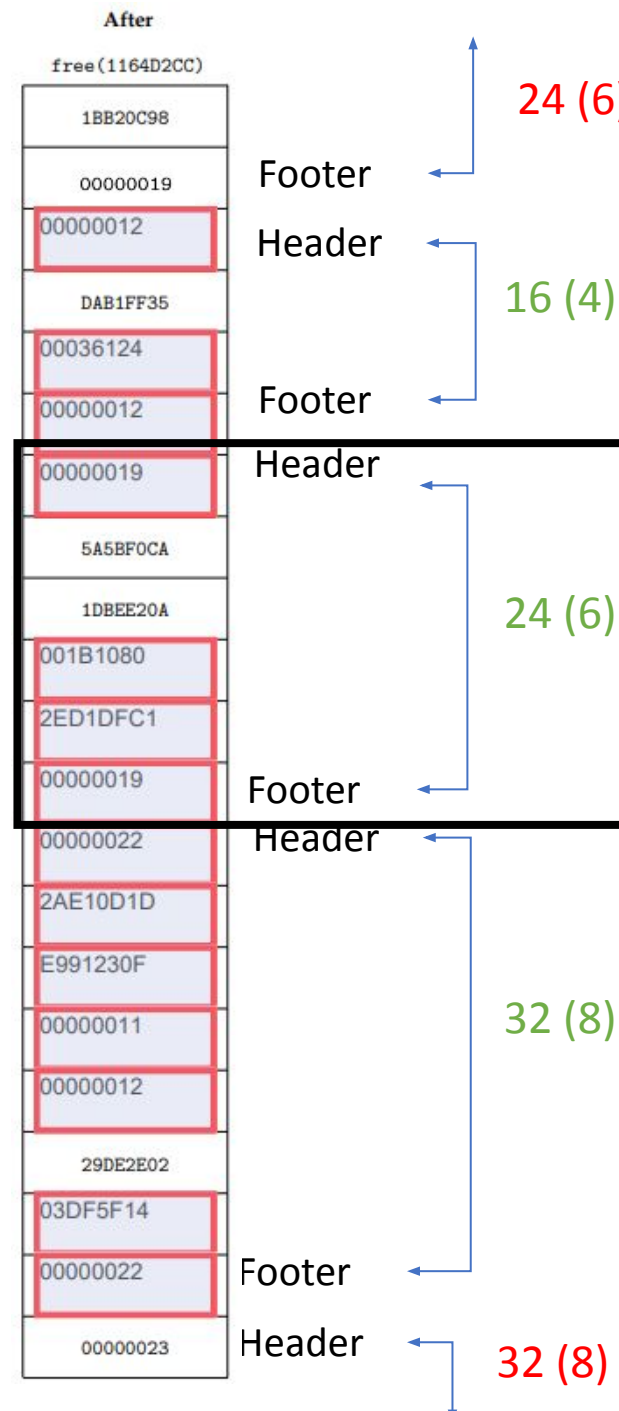 After
free(1164D2CC)
1BB20C98
24 (6)
00000019 Footer
00000012 Header
DAB1FF35 16 (4)
00036124
00000012 Footer
00000019 Header
5A5BF0CA
1DBEE20A 24 (6)
001B1080
2ED1DFC1
00000019 Footer
00000022 Header
2AE10D1D
E991230F
00000011 32 (8)
00000012
29DE2E02
03DF5F14
00000022 Footer
00000023 Header
32 (8)